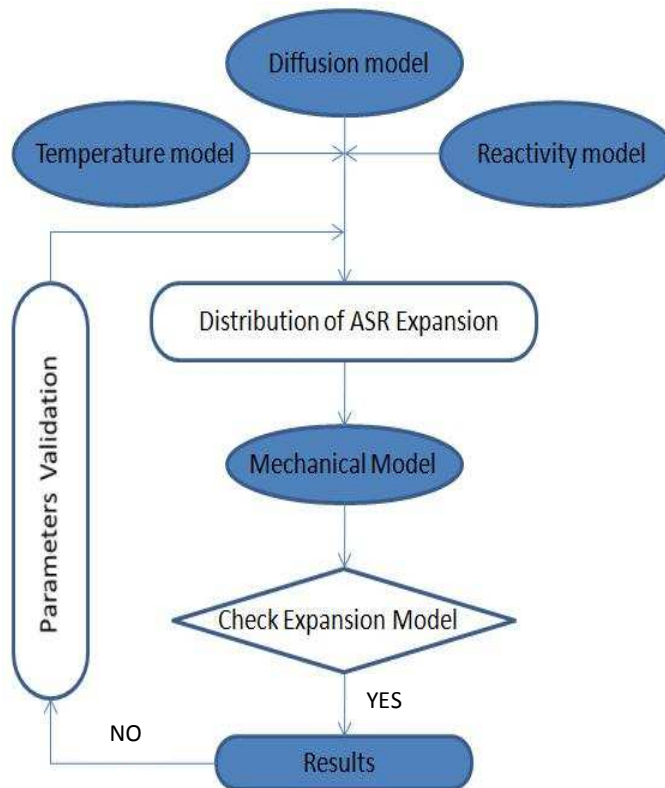 Diffusion model
Temperature model
Reactivity model
Distribution of ASR Expansion
Parameters Validation
Mechanical Model
Check Expansion Model
YES
NO
Results